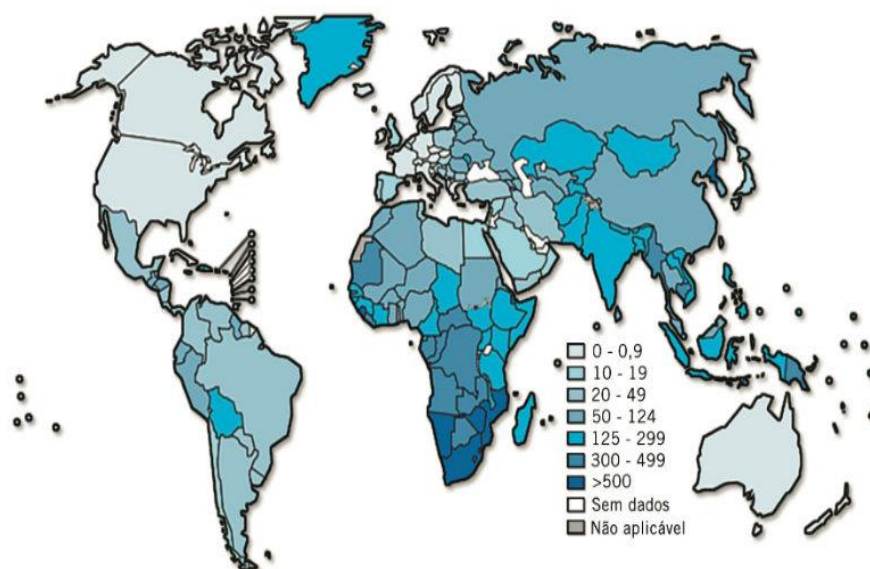 0 - 0,9
10 - 19
20 - 49
50 - 124
125 - 299
300 - 499
>500
Sem dados
Não aplicável